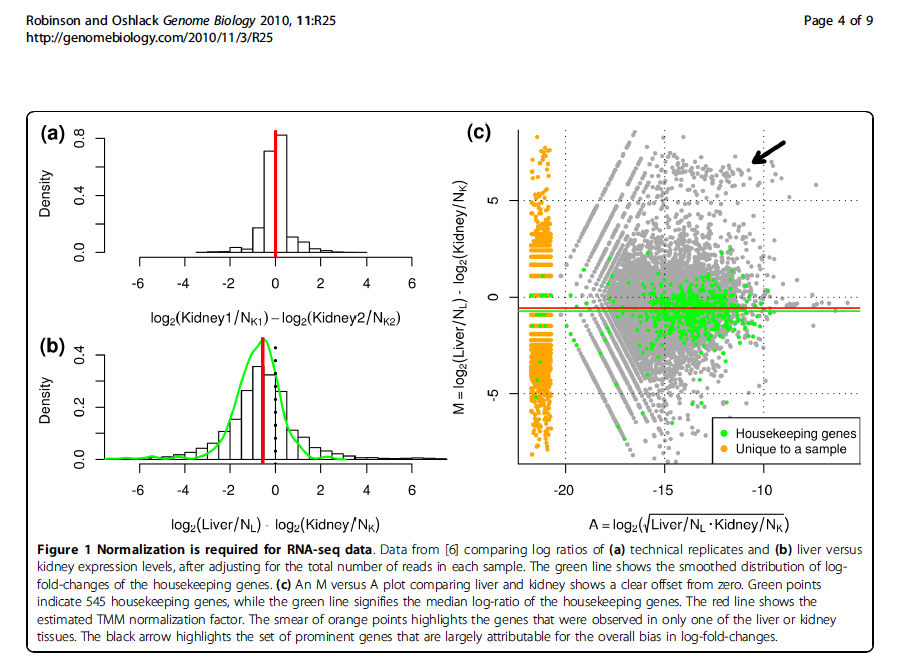 Robinson and Oshlack Genome Biology 2010, 11:R25
http://genomebiology.com/2010/11/3/R25
Page 4 of 9
(a)
Density
0.0 0.4 0.8
-6 -4 -2 0 2 4 6
log2(Kidney1/NK1) – log2(Kidney2/NK2)
(b)
Density
0.0 0.2 0.4
-6 -4 -2 0 2 4 6
log2(Liver/NL) - log2(Kidney/NK)
(c)
M = log2(Liver/NL) - log2(Kidney/NK)
5
0
-5
Housekeeping genes
Unique to a sample
-20 -15 -10
A = log2(√Liver/NL · Kidney/NK)
Figure 1 Normalization is required for RNA-seq data. Data from [6] comparing log ratios of (a) technical replicates and (b) liver versus
kidney expression levels, after adjusting for the total number of reads in each sample. The green line shows the smoothed distribution of log-
fold-changes of the housekeeping genes. (c) An M versus A plot comparing liver and kidney shows a clear offset from zero. Green points
indicate 545 housekeeping genes, while the green line signifies the median log-ratio of the housekeeping genes. The red line shows the
estimated TMM normalization factor. The smear of orange points highlights the genes that were observed in only one of the liver or kidney
tissues. The black arrow highlights the set of prominent genes that are largely attributable for the overall bias in log-fold-changes.